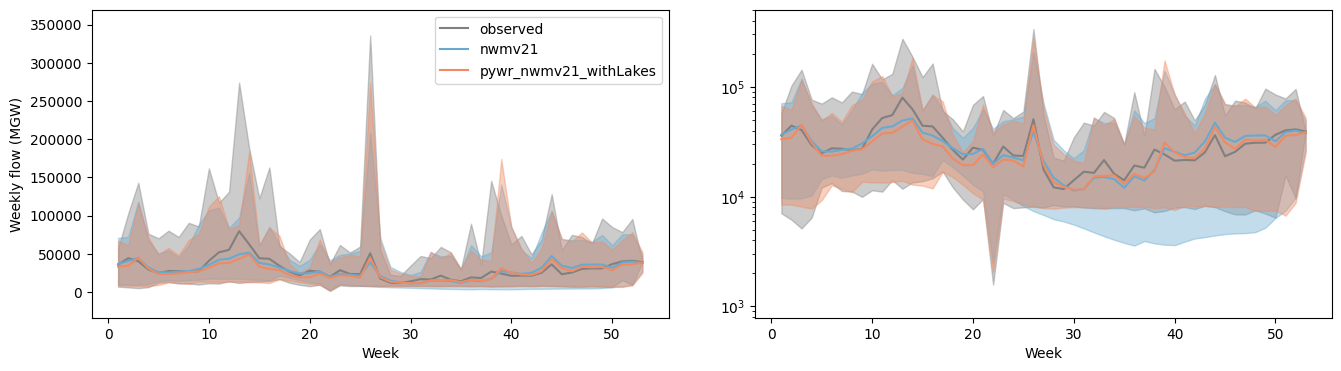 Weekly flow (MGW)
350000
300000
250000
200000
150000
100000
50000
0
0 10 20 30 40 50
Week
observed
nwmv21
pywr_nwmv21_withLakes
10^5
10^4
10^3
0 10 20 30 40 50
Week